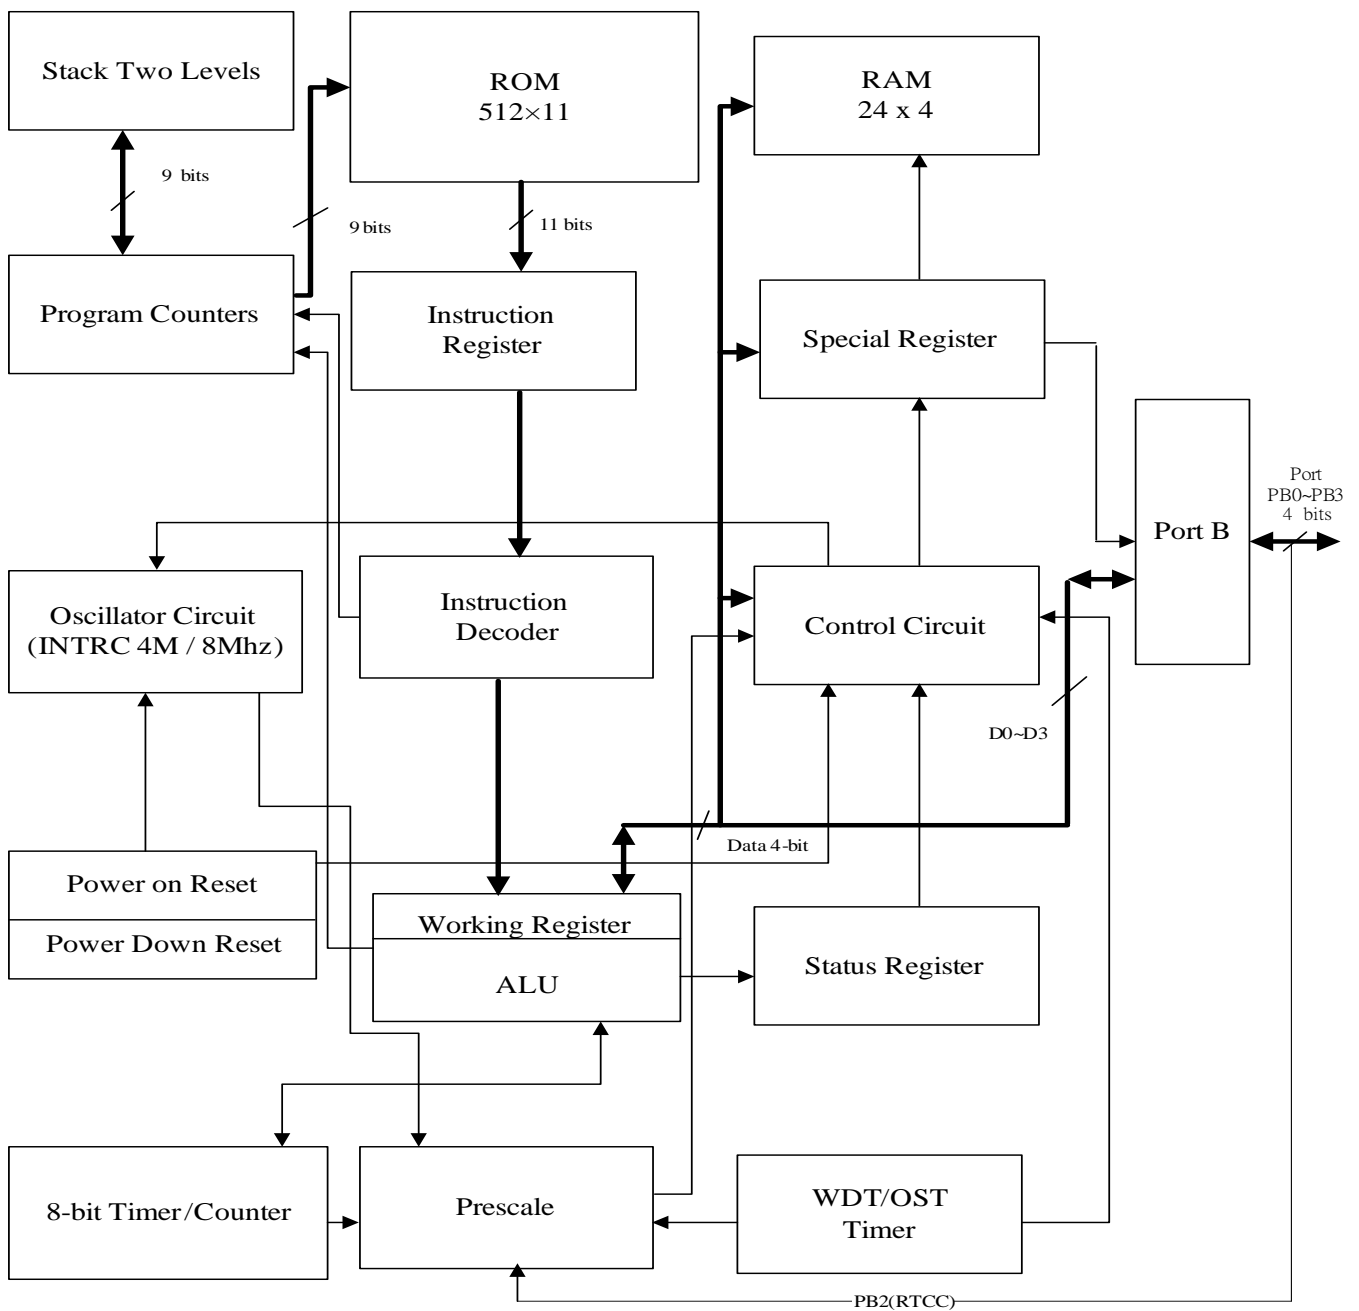 Stack Two Levels
ROM
512×11
RAM
24 x 4
9 bits
9 bits
11 bits
Program Counters
Instruction
Register
Special Register
Port
PB0~PB3
4 bits
Port B
Oscillator Circuit
(INTRC 4M / 8Mhz)
Instruction
Decoder
Control Circuit
D0~D3
Data 4-bit
Power on Reset
Power Down Reset
Working Register
ALU
Status Register
8-bit Timer/Counter
Prescale
WDT/OST
Timer
PB2(RTCC)